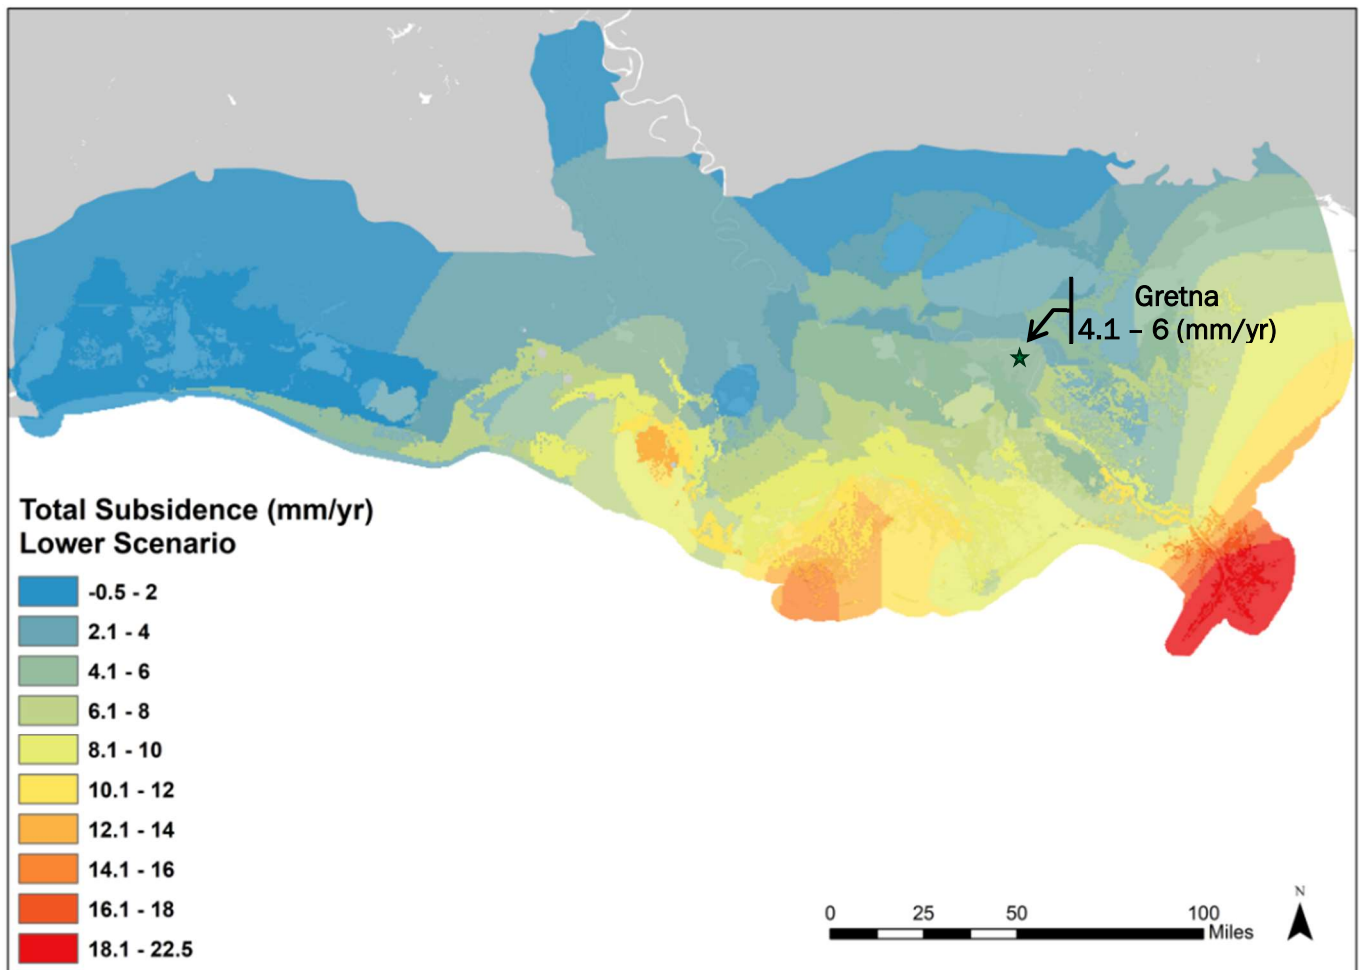 Gretna
4.1 – 6 (mm/yr)
Total Subsidence (mm/yr)
Lower Scenario
-0.5 - 2
2.1 - 4
4.1 - 6
6.1 - 8
8.1 - 10
10.1 - 12
12.1 - 14
14.1 - 16
16.1 - 18
18.1 - 22.5
0 25 50 100
Miles
N